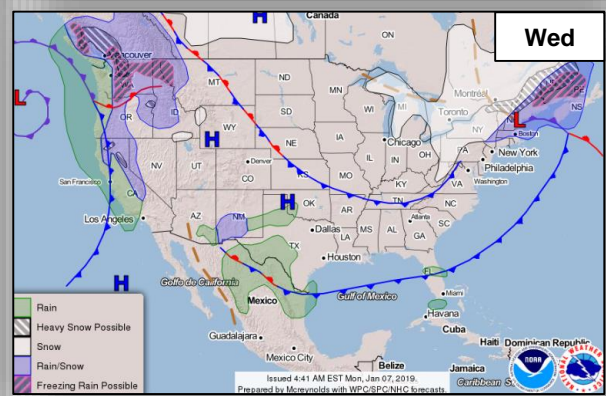 Canada
H
Wed
ON
Vancouver
WA
MT
ND
MN
Montréal
PE
NS
L
OR
ID
WY
SD
WI
MI
Toronto
NY
L
Boston
H
NE
IA
Chicago
New York
Philadelphia
NV
UT
Denver
CO
IL
IN
OH
PA
Washington
San Francisco
CA
KS
MO
KY
VA
Los Angeles
AZ
NM
H
OK
AR
TN
NC
Atlanta
SC
Dallas
LA
MS
AL
GA
TX
Houston
H
Golfo de California
FL
Miami
Mexico
Gulf of Mexico
Havana
Cuba
Guadalajara
Mexico City
Haiti
Dominican Republic
Belize
Jamaica
Caribbean S
Rain
Heavy Snow Possible
Snow
Rain/Snow
Freezing Rain Possible
Issued 4:41 AM EST Mon, Jan 07, 2019.
Prepared by Mcreynolds with WPC/SPC/NHC forecasts.
NOAA